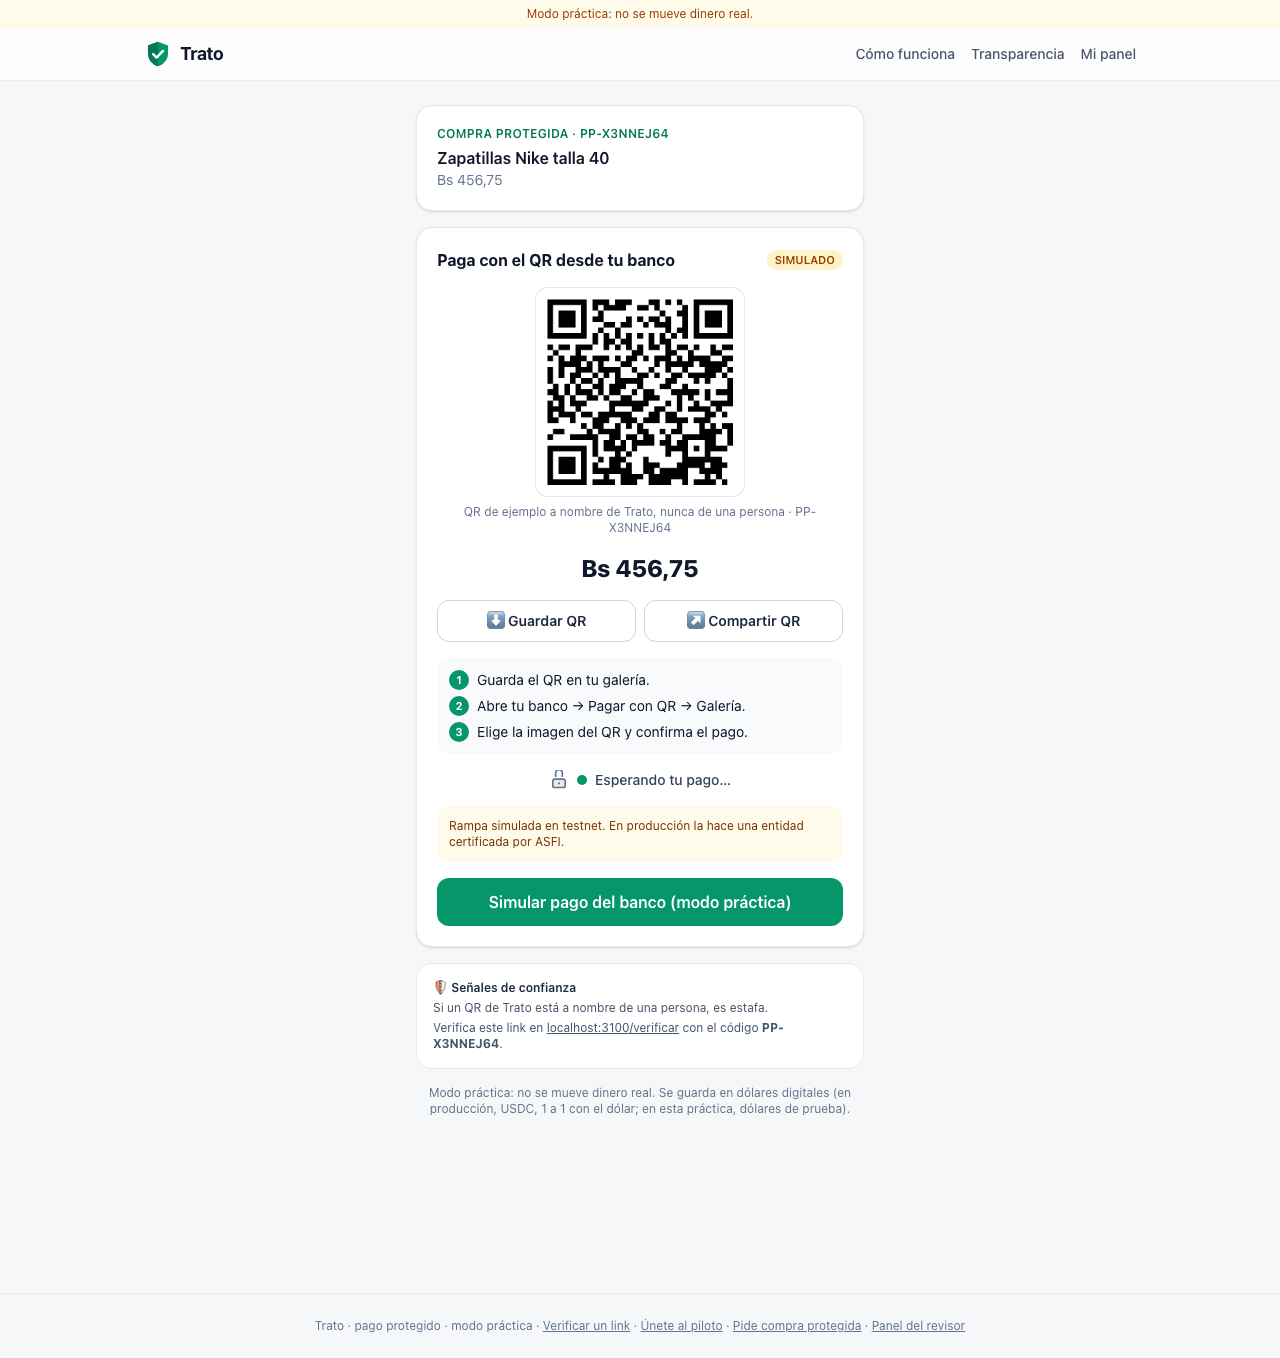 Modo práctica: no se mueve dinero real.
Trato
Cómo funciona Transparencia Mi panel
COMPRA PROTEGIDA · PP-X3NNEJ64
Zapatillas Nike talla 40
Bs 456,75
Paga con el QR desde tu banco
SIMULADO
QR de ejemplo a nombre de Trato, nunca de una persona · PP-
X3NNEJ64
Bs 456,75
Guardar QR
Compartir QR
1 Guarda el QR en tu galería.
2 Abre tu banco → Pagar con QR → Galería.
3 Elige la imagen del QR y confirma el pago.
Esperando tu pago...
Rampa simulada en testnet. En producción la hace una entidad
certificada por ASFI.
Simular pago del banco (modo práctica)
Señales de confianza
Si un QR de Trato está a nombre de una persona, es estafa.
Verifica este link en localhost:3100/verificar con el código PP-
X3NNEJ64.
Modo práctica: no se mueve dinero real. Se guarda en dólares digitales (en
producción, USDC, 1 a 1 con el dólar; en esta práctica, dólares de prueba).
Trato · pago protegido · modo práctica · Verificar un link · Únete al piloto · Pide compra protegida · Panel del revisor